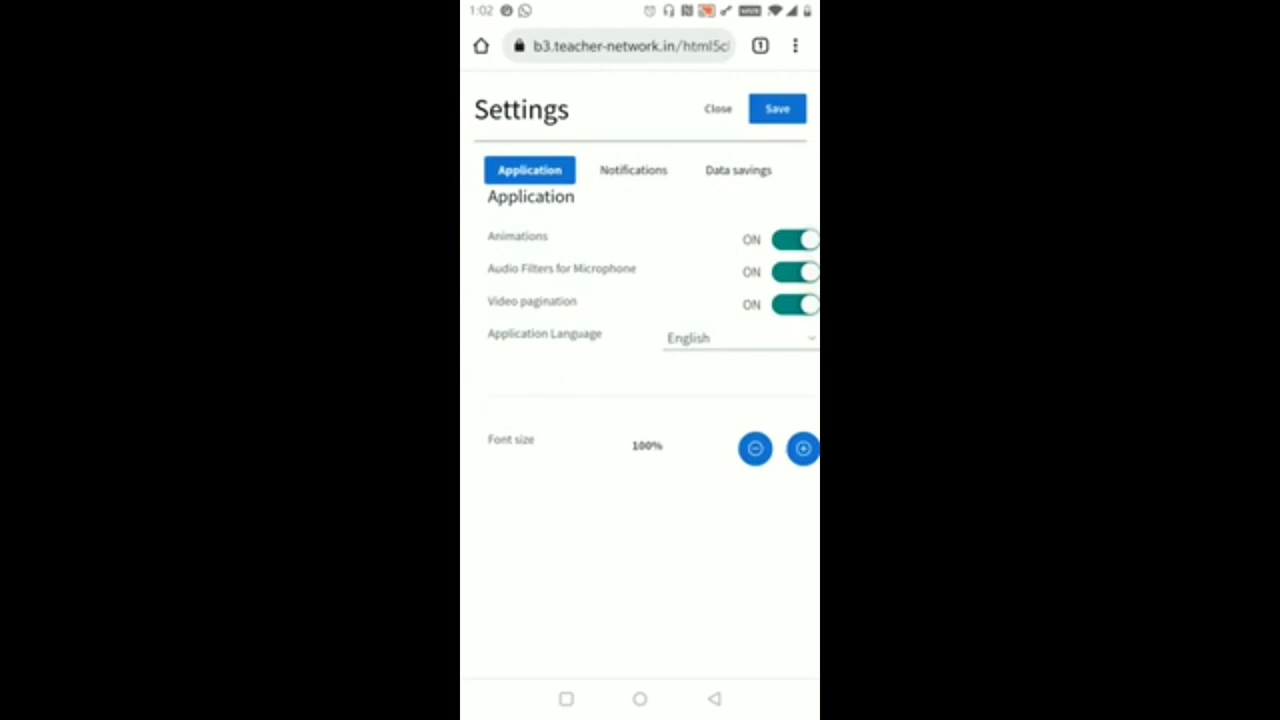 1:02
b3.teacher-network.in/html5cl
1
Settings
Close
Save
Application
Notifications
Data savings
Application
Animations
ON
Audio Filters for Microphone
ON
Video pagination
ON
Application Language
English
Font size
100%